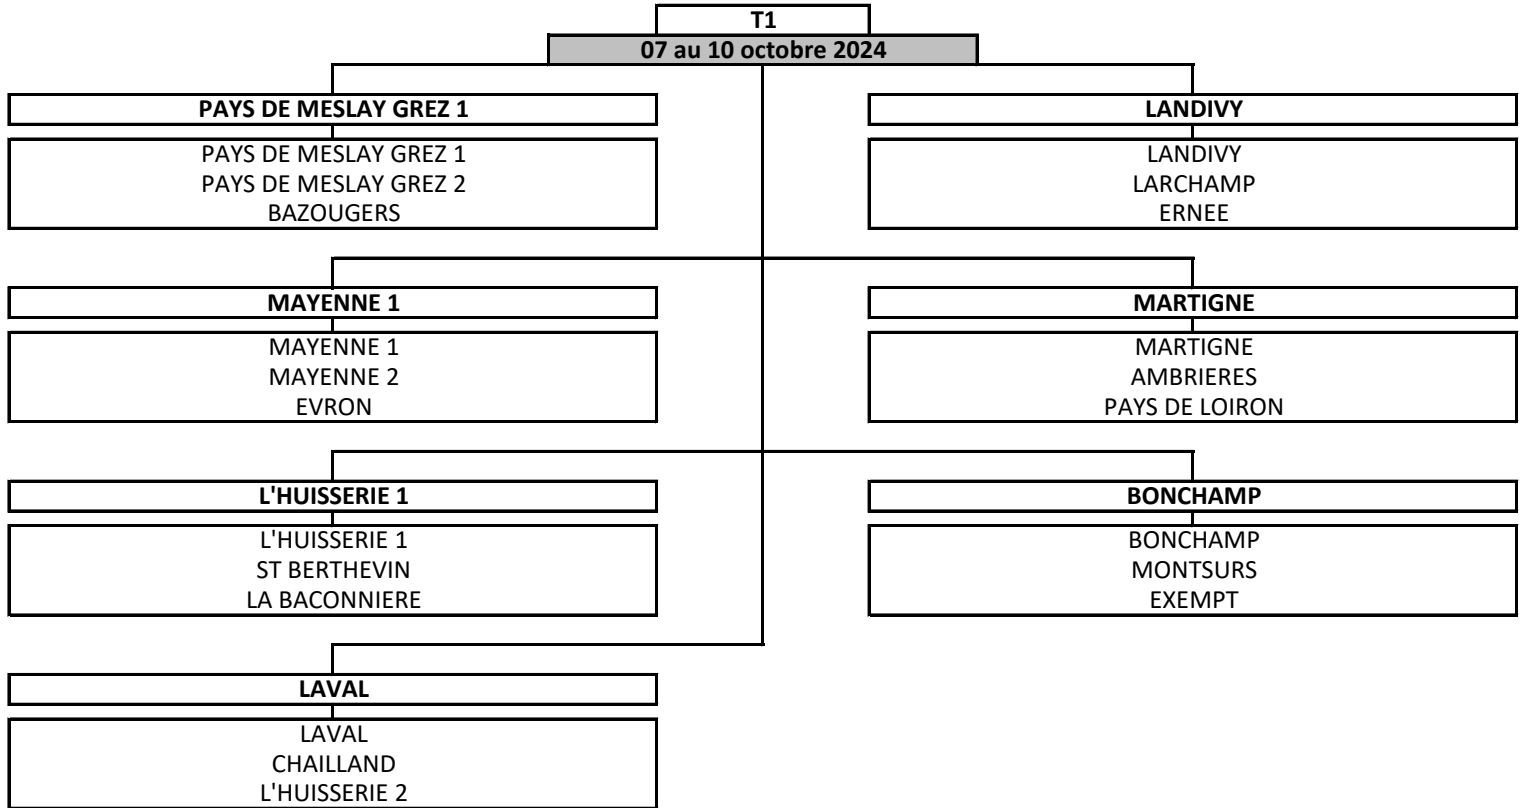 T1
07 au 10 octobre 2024
PAYS DE MESLAY GREZ 1
PAYS DE MESLAY GREZ 1
PAYS DE MESLAY GREZ 2
BAZOUGERS
LANDIVY
LANDIVY
LARCHAMP
ERNEE
MAYENNE 1
MAYENNE 1
MAYENNE 2
EVRON
MARTIGNE
MARTIGNE
AMBRIERES
PAYS DE LOIRON
L'HUISSERIE 1
L'HUISSERIE 1
ST BERTHEVIN
LA BACONNIERE
BONCHAMP
BONCHAMP
MONTSURS
EXEMPT
LAVAL
LAVAL
CHAILLAND
L'HUISSERIE 2